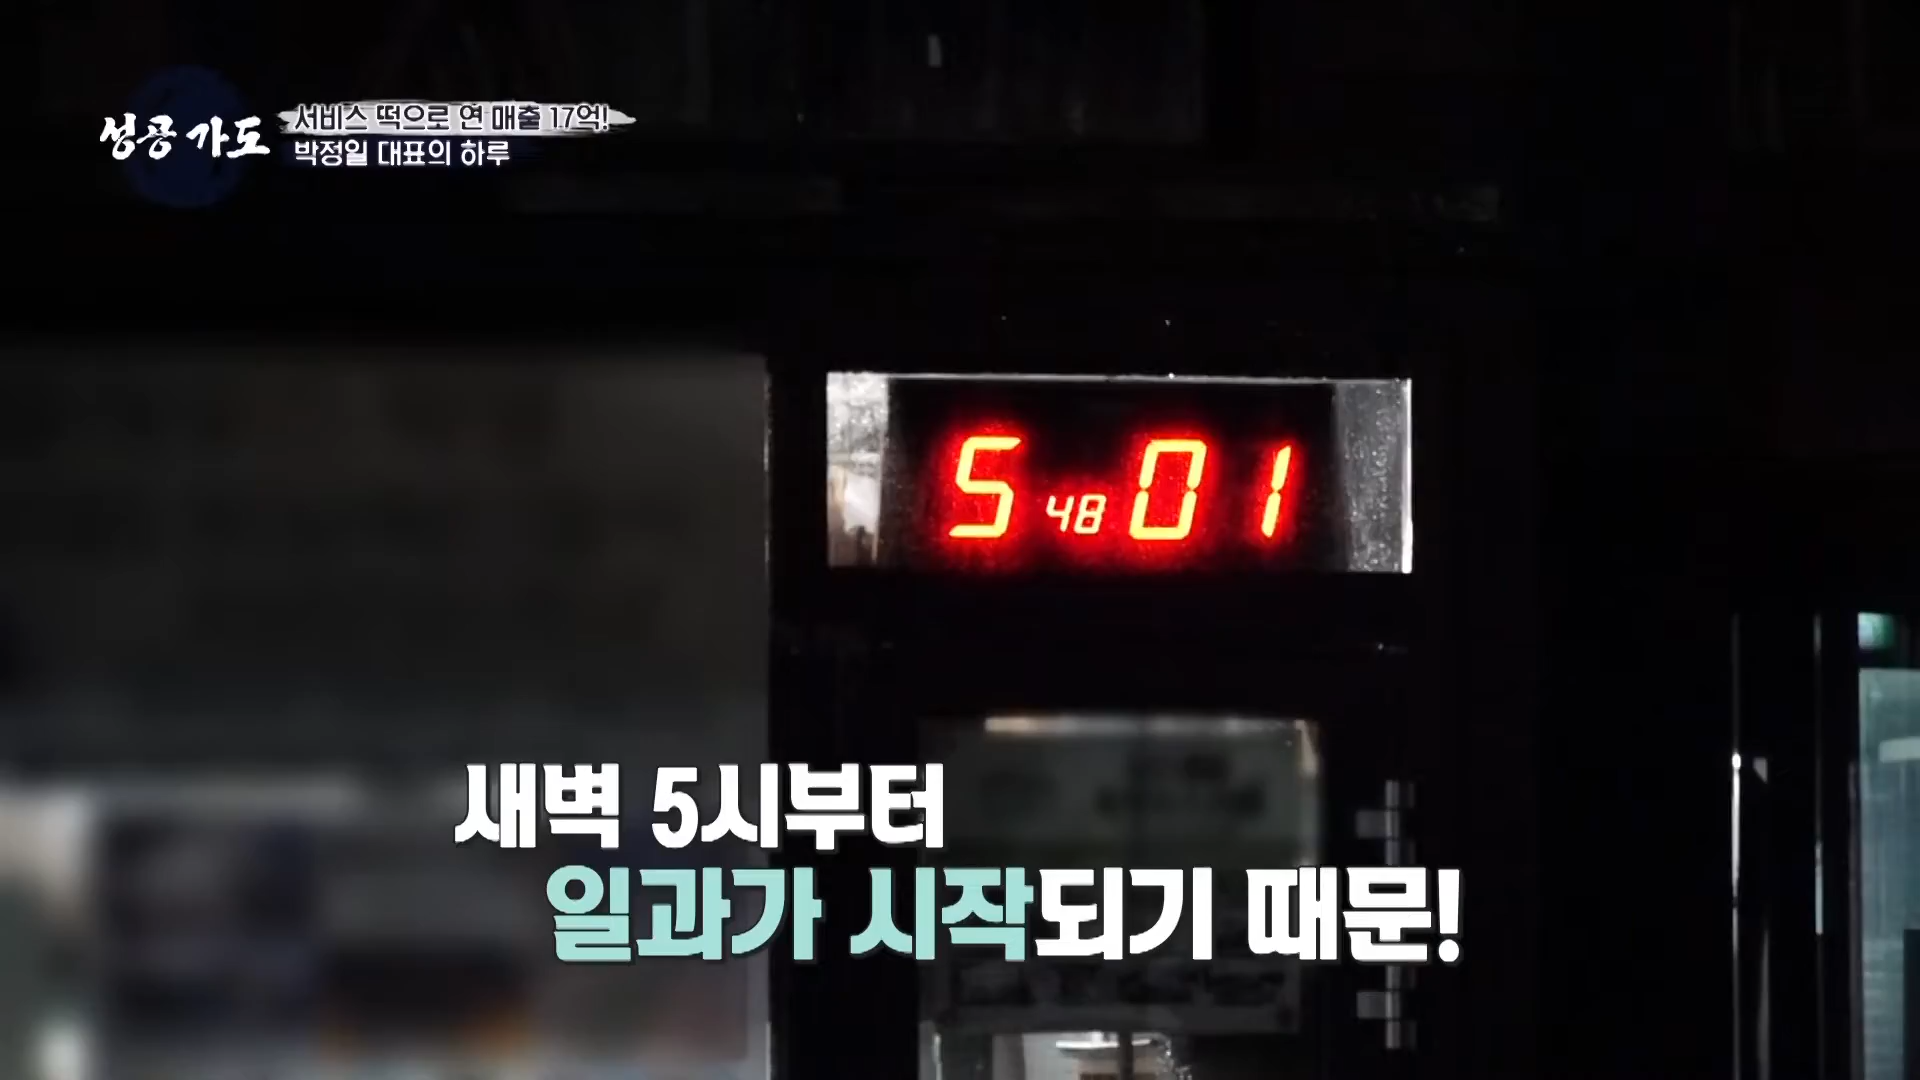 성공 가도
서비스 떡으로 연 매출 17억!
박정일 대표의 하루
5 48 01
새벽 5시부터
일과가 시작되기 때문!